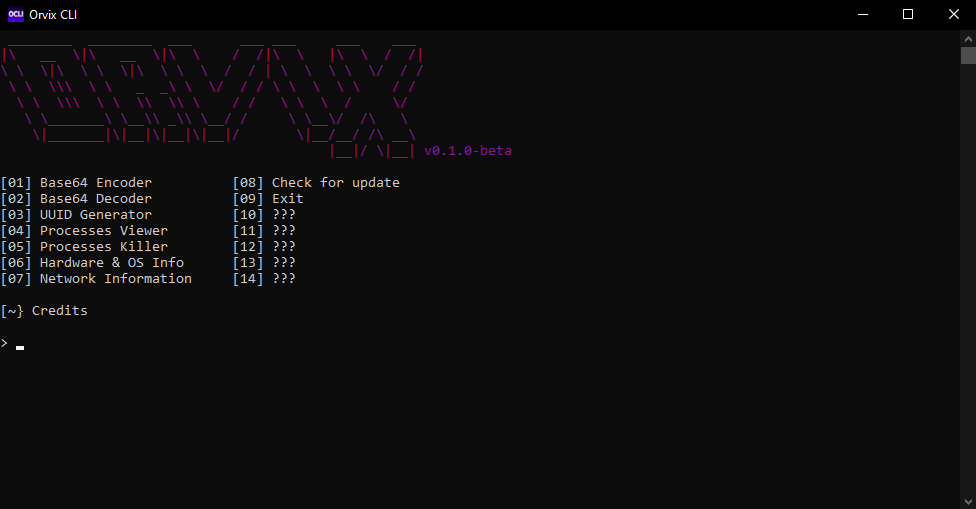 OCLI Orvix CLI
ORVIX
v0.1.0-beta
[01] Base64 Encoder [08] Check for update
[02] Base64 Decoder [09] Exit
[03] UUID Generator [10] ???
[04] Processes Viewer [11] ???
[05] Processes Killer [12] ???
[06] Hardware & OS Info [13] ???
[07] Network Information [14] ???
[~} Credits
>